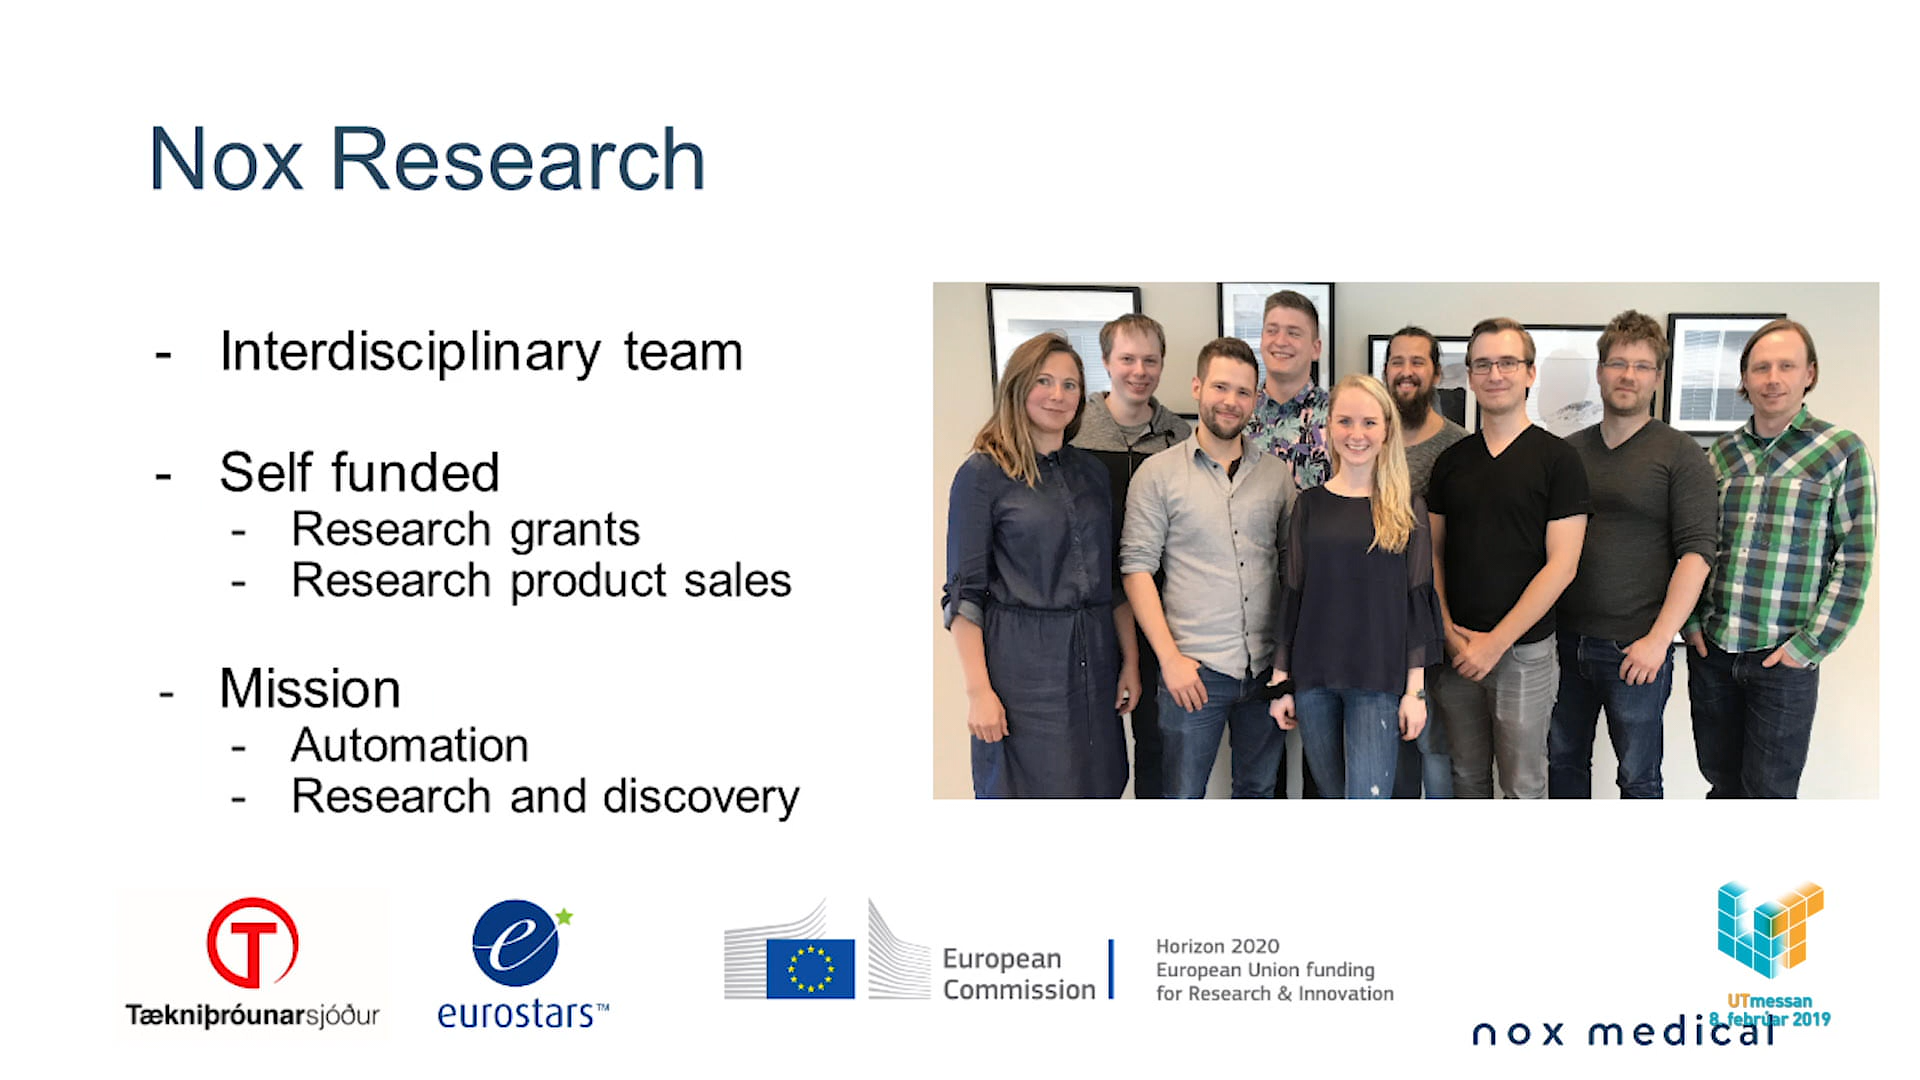 Nox Research
- Interdisciplinary team
- Self funded
- Research grants
- Research product sales
- Mission
- Automation
- Research and discovery
T
Tækniþróunarsjóður
e
eurostars™
European
Commission
Horizon 2020
European Union funding
for Research & Innovation
UTmessan
8. febrúar 2019
nox medical